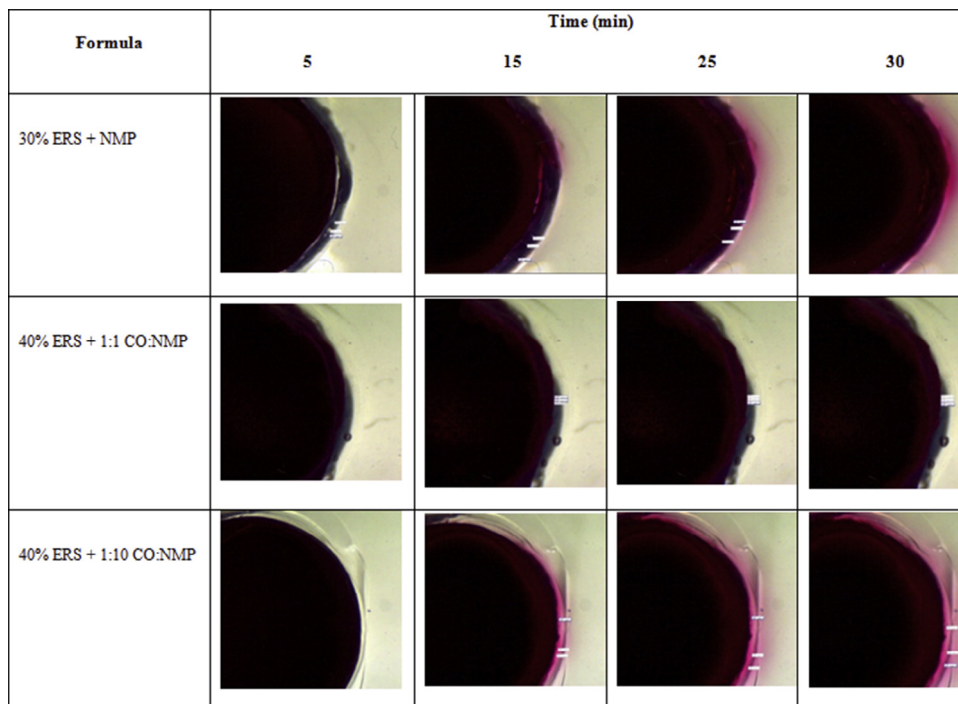 Formula
Time (min)
5 15 25 30
30% ERS + NMP
40% ERS + 1:1 CO:NMP
40% ERS + 1:10 CO:NMP